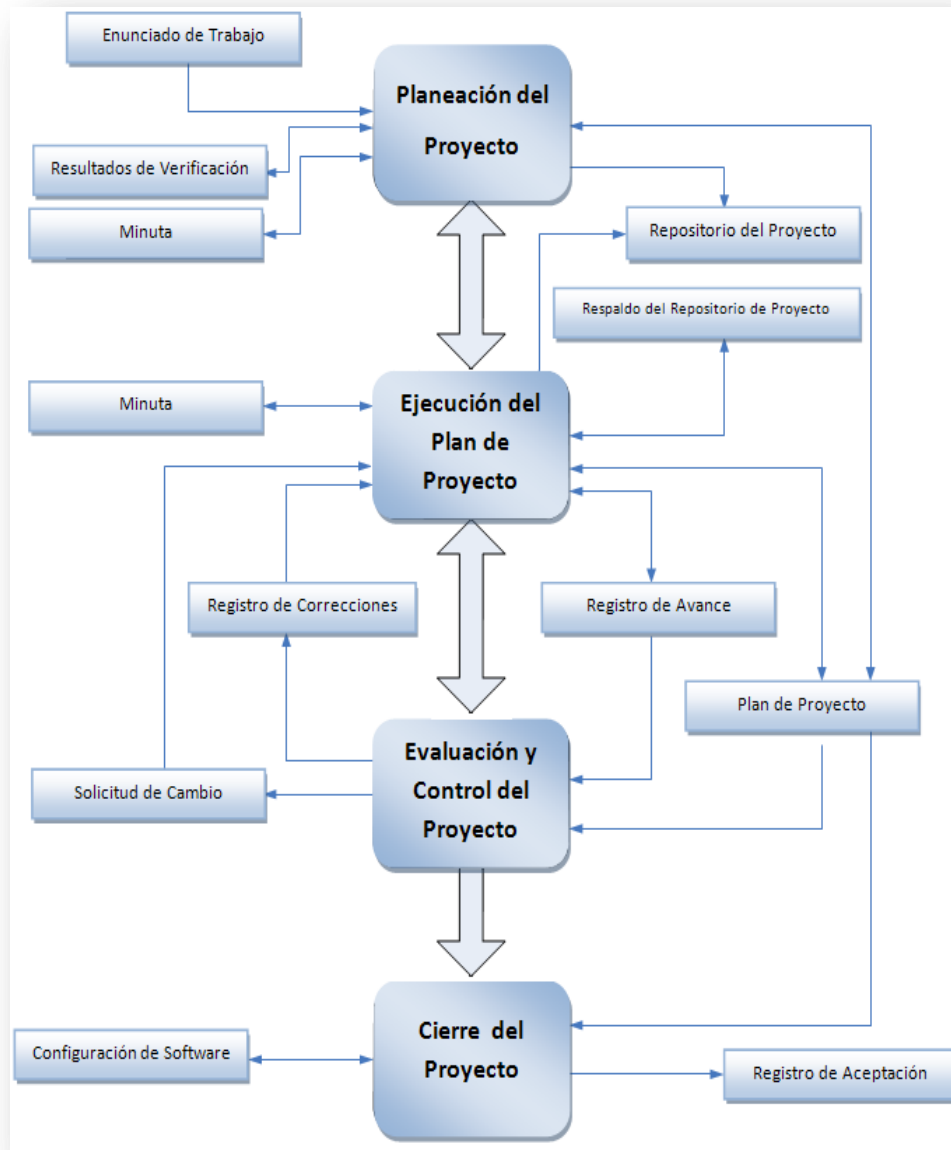 Enunciado de Trabajo
Planeación del
Proyecto
Resultados de Verificación
Minuta
Repositorio del Proyecto
Respaldo del Repositorio de Proyecto
Minuta
Ejecución del
Plan de
Proyecto
Registro de Correcciones
Registro de Avance
Plan de Proyecto
Evaluación y
Control del
Proyecto
Solicitud de Cambio
Cierre del
Proyecto
Configuración de Software
Registro de Aceptación